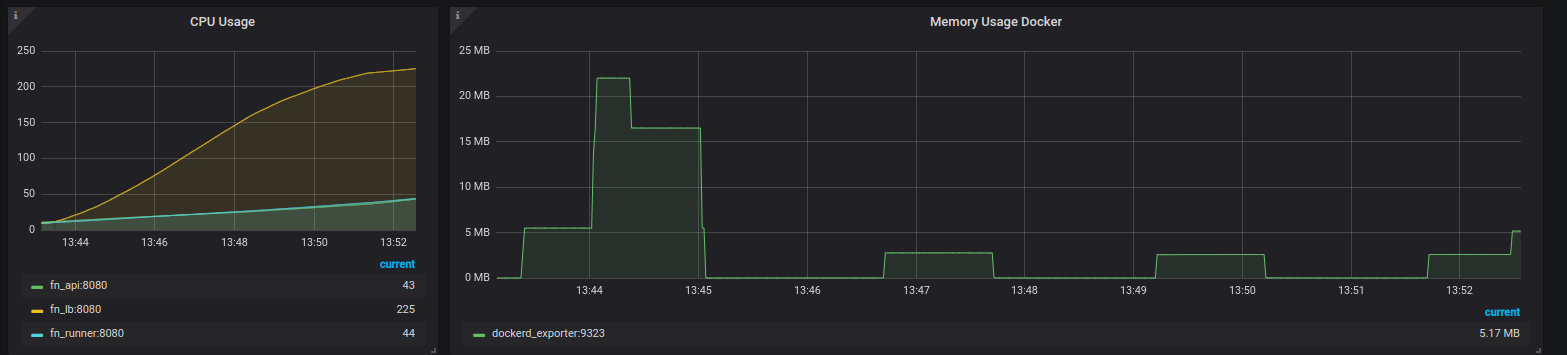 i
CPU Usage
250
200
150
100
50
0
13:44 13:46 13:48 13:50 13:52
current
fn_api:8080 43
fn_lb:8080 225
fn_runner:8080 44
i
Memory Usage Docker
25 MB
20 MB
15 MB
10 MB
5 MB
0 MB
13:44 13:45 13:46 13:47 13:48 13:49 13:50 13:51 13:52
current
dockerd_exporter:9323 5.17 MB